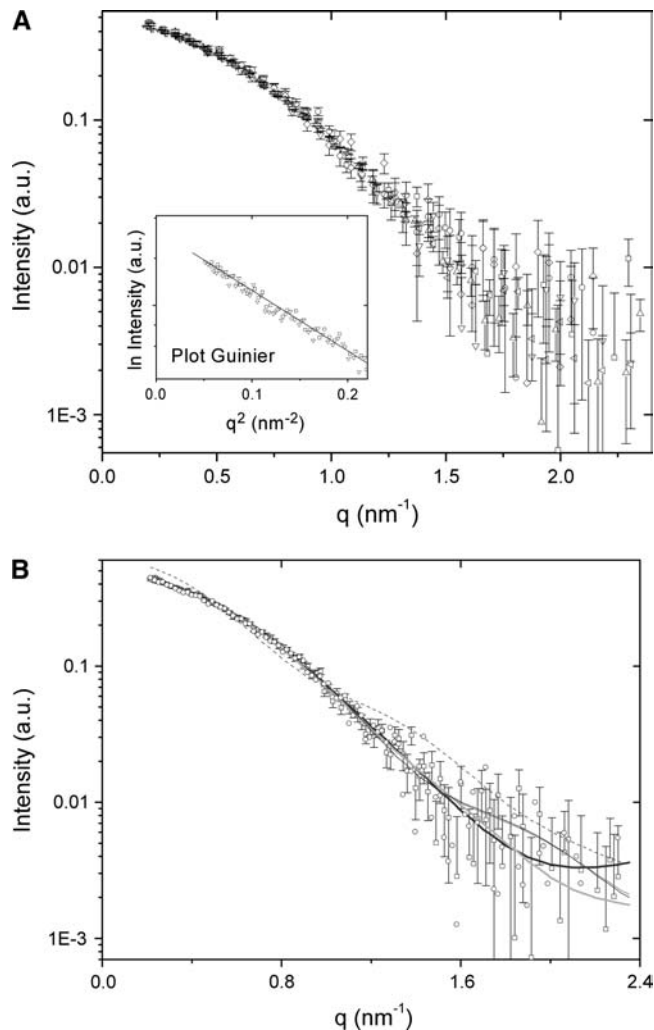 A
Intensity (a.u.)
0.1
0.01
1E-3
0.0 0.5 1.0 1.5 2.0
q (nm⁻¹)
ln Intensity (a.u.)
Plot Guinier
0.0 0.1 0.2
q² (nm⁻²)
B
Intensity (a.u.)
0.1
0.01
1E-3
0.0 0.8 1.6 2.4
q (nm⁻¹)